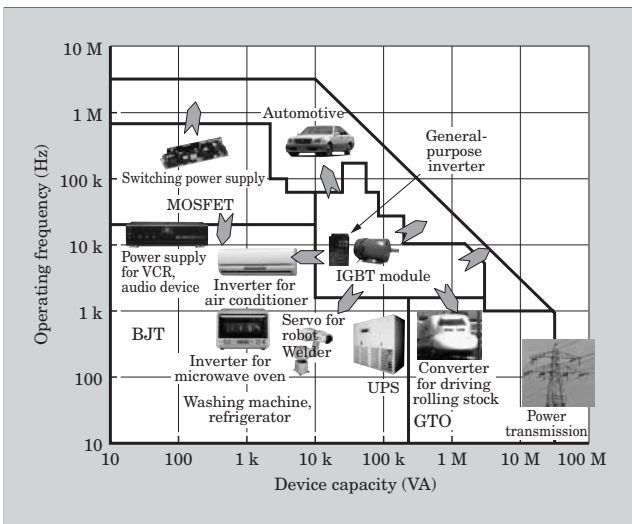 10 M
1 M
100 k
10 k
1 k
100
10
Operating frequency (Hz)
Automotive
General-
purpose
inverter
Switching power supply
MOSFET
Power supply
for VCR,
audio device
Inverter for
air conditioner
IGBT module
BJT
Inverter for
microwave oven
Servo for
robot
Welder
Washing machine,
refrigerator
UPS
Converter
for driving
rolling stock
GTO
Power
transmission
10
100
1 k
10 k
100 k
1 M
10 M
100 M
Device capacity (VA)